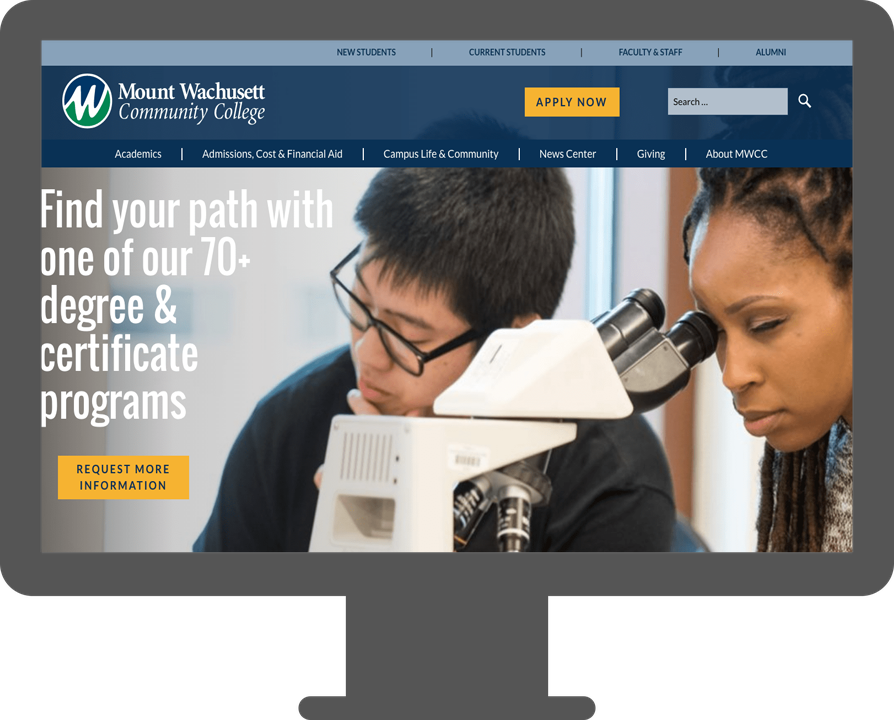 NEW STUDENTS | CURRENT STUDENTS | FACULTY & STAFF | ALUMNI
Mount Wachusett
Community College
APPLY NOW
Search ...
Academics | Admissions, Cost & Financial Aid | Campus Life & Community | News Center | Giving | About MWCC
Find your path with
one of our 70+
degree &
certificate
programs
REQUEST MORE
INFORMATION